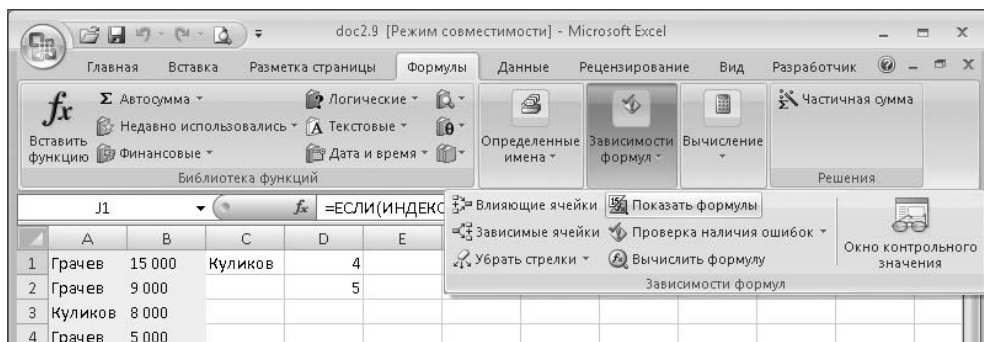 doc2.9 [Режим совместимости] - Microsoft Excel
Главная Вставка Разметка страницы Формулы Данные Рецензирование Вид Разработчик
fx Вставить функцию
Σ Автосумма
Недавно использовались
Финансовые
Логические
Текстовые
Дата и время
Библиотека функций
Определенные имена
Зависимости формул
Вычисление
Частичная сумма
Решения
J1 fx =ЕСЛИ(ИНДЕКС
Влияющие ячейки
Зависимые ячейки
Убрать стрелки
Показать формулы
Проверка наличия ошибок
Вычислить формулу
Окно контрольного значения
Зависимости формул
A B C D E
1 Грачев 15 000 Куликов 4
2 Грачев 9 000 5
3 Куликов 8 000
4 Грачев 5 000